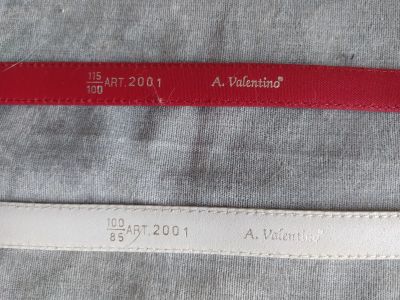 115/100 ART. 2001 A. Valentino®
100/85 ART. 2001 A. Valentino®